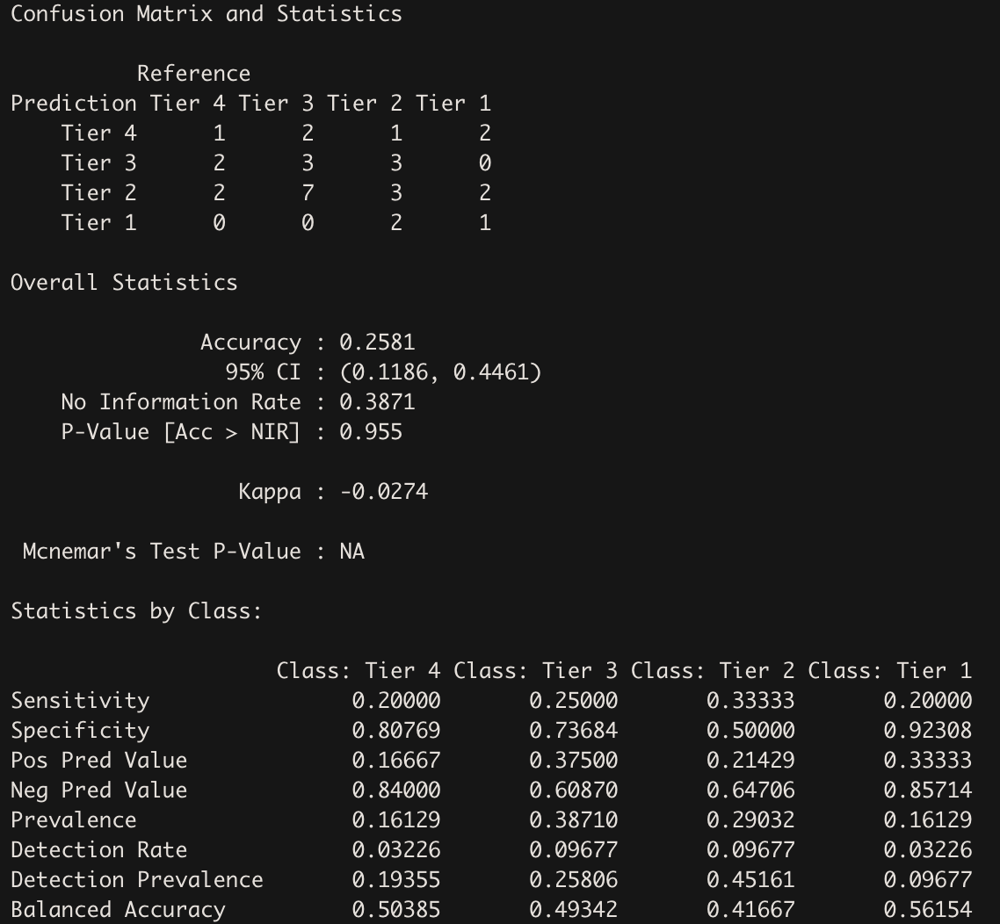 Confusion Matrix and Statistics

          Reference
Prediction Tier 4 Tier 3 Tier 2 Tier 1
    Tier 4      1      2      1      2
    Tier 3      2      3      3      0
    Tier 2      2      7      3      2
    Tier 1      0      0      2      1

Overall Statistics

               Accuracy : 0.2581
                 95% CI : (0.1186, 0.4461)
    No Information Rate : 0.3871
    P-Value [Acc > NIR] : 0.955

                  Kappa : -0.0274

 Mcnemar's Test P-Value : NA

Statistics by Class:

                     Class: Tier 4 Class: Tier 3 Class: Tier 2 Class: Tier 1
Sensitivity                0.20000       0.25000       0.33333       0.20000
Specificity                0.80769       0.73684       0.50000       0.92308
Pos Pred Value             0.16667       0.37500       0.21429       0.33333
Neg Pred Value             0.84000       0.60870       0.64706       0.85714
Prevalence                 0.16129       0.38710       0.29032       0.16129
Detection Rate             0.03226       0.09677       0.09677       0.03226
Detection Prevalence       0.19355       0.25806       0.45161       0.09677
Balanced Accuracy          0.50385       0.49342       0.41667       0.56154